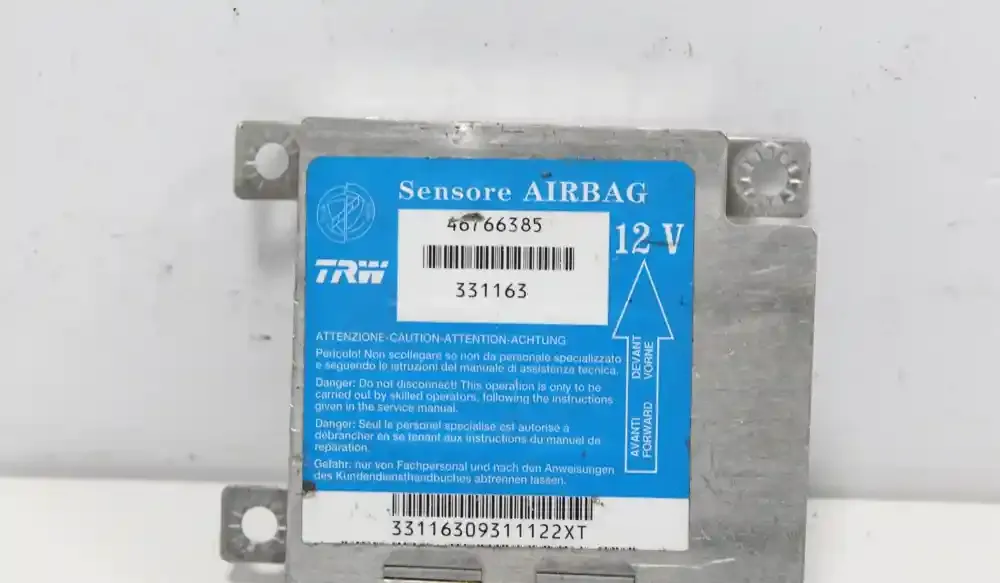 Sensore AIRBAG
46766385
12 V
TRW
331163
ATTENZIONE-CAUTION-ATTENTION-ACHTUNG
Pericolo! Non scollegare se non da personale specializzato
e seguendo le istruzioni del manuale di assistenza tecnica.
Danger: Do not disconnect! This operation is only to be
carried out by skilled operators, following the instructions
given in the service manual.
Danger: Seul le personel specialise est autorise à
débrancher en se tenant aux instructions du manuel de
reparation.
Gefahr: nur von Fachpersonal und nach den Anweisungen
des Kundendiensthandbuches abtrennen lassen.
AVANTI DEVANT
FORWARD VORNE
33116309311122XT